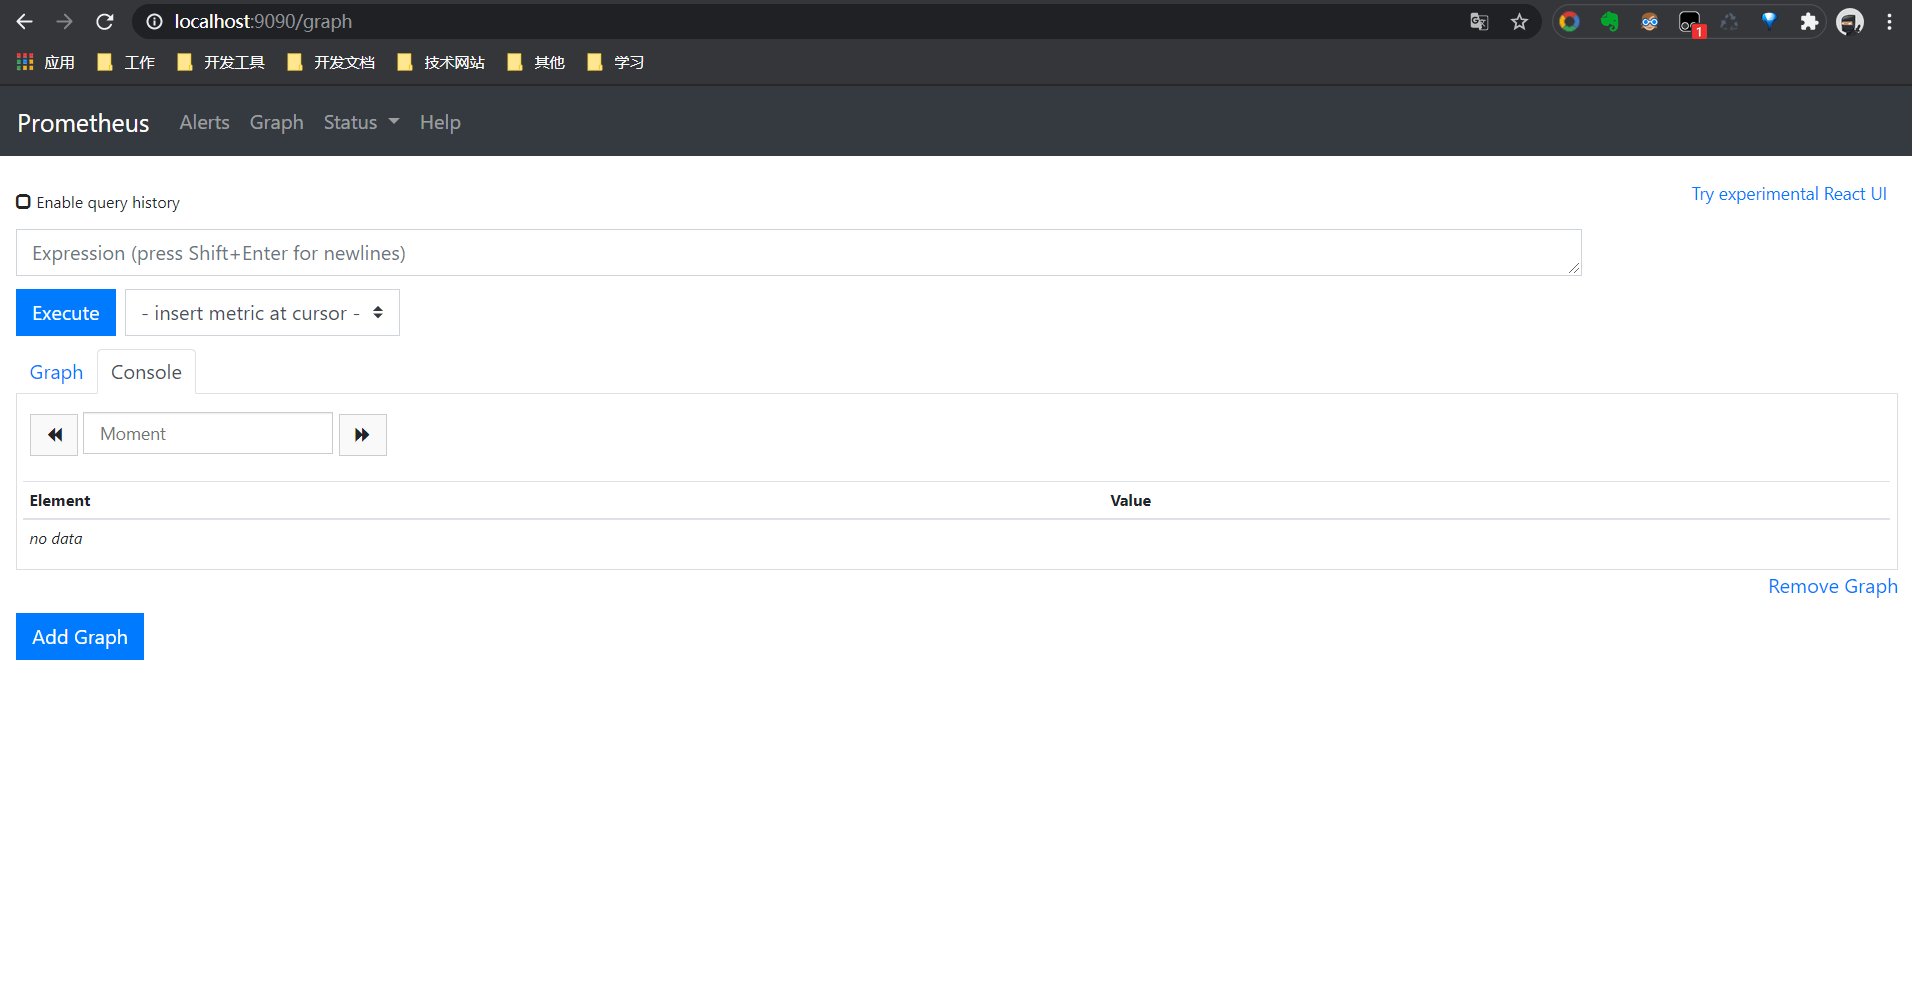 localhost:9090/graph
1
应用 工作 开发工具 开发文档 技术网站 其他 学习
Prometheus Alerts Graph Status Help
Enable query history
Try experimental React UI
Expression (press Shift+Enter for newlines)
Execute - insert metric at cursor -
Graph Console
Moment
Element Value
no data
Remove Graph
Add Graph